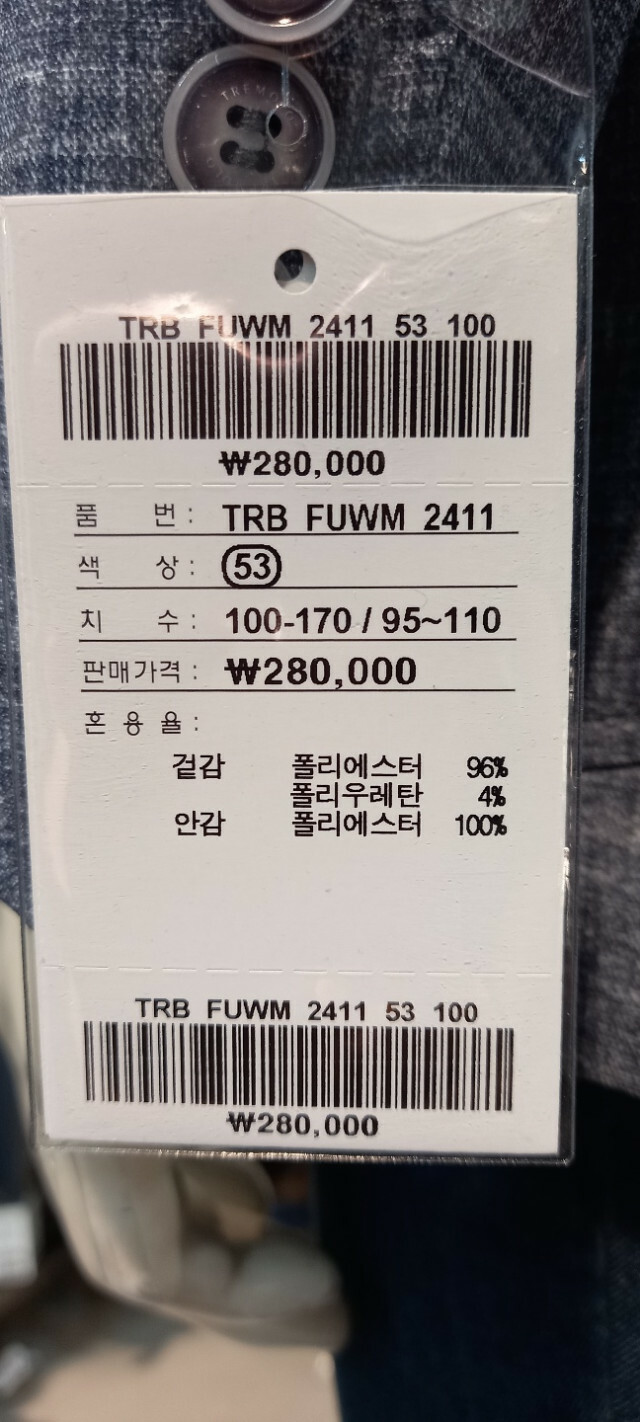 TRB FUWM 2411 53 100
₩280,000
품 번 : TRB FUWM 2411
색 상 : 53
치 수 : 100-170 / 95~110
판매가격 : ₩280,000
혼 용 율 :
겉감 폴리에스터 96%
폴리우레탄 4%
안감 폴리에스터 100%
TRB FUWM 2411 53 100
₩280,000